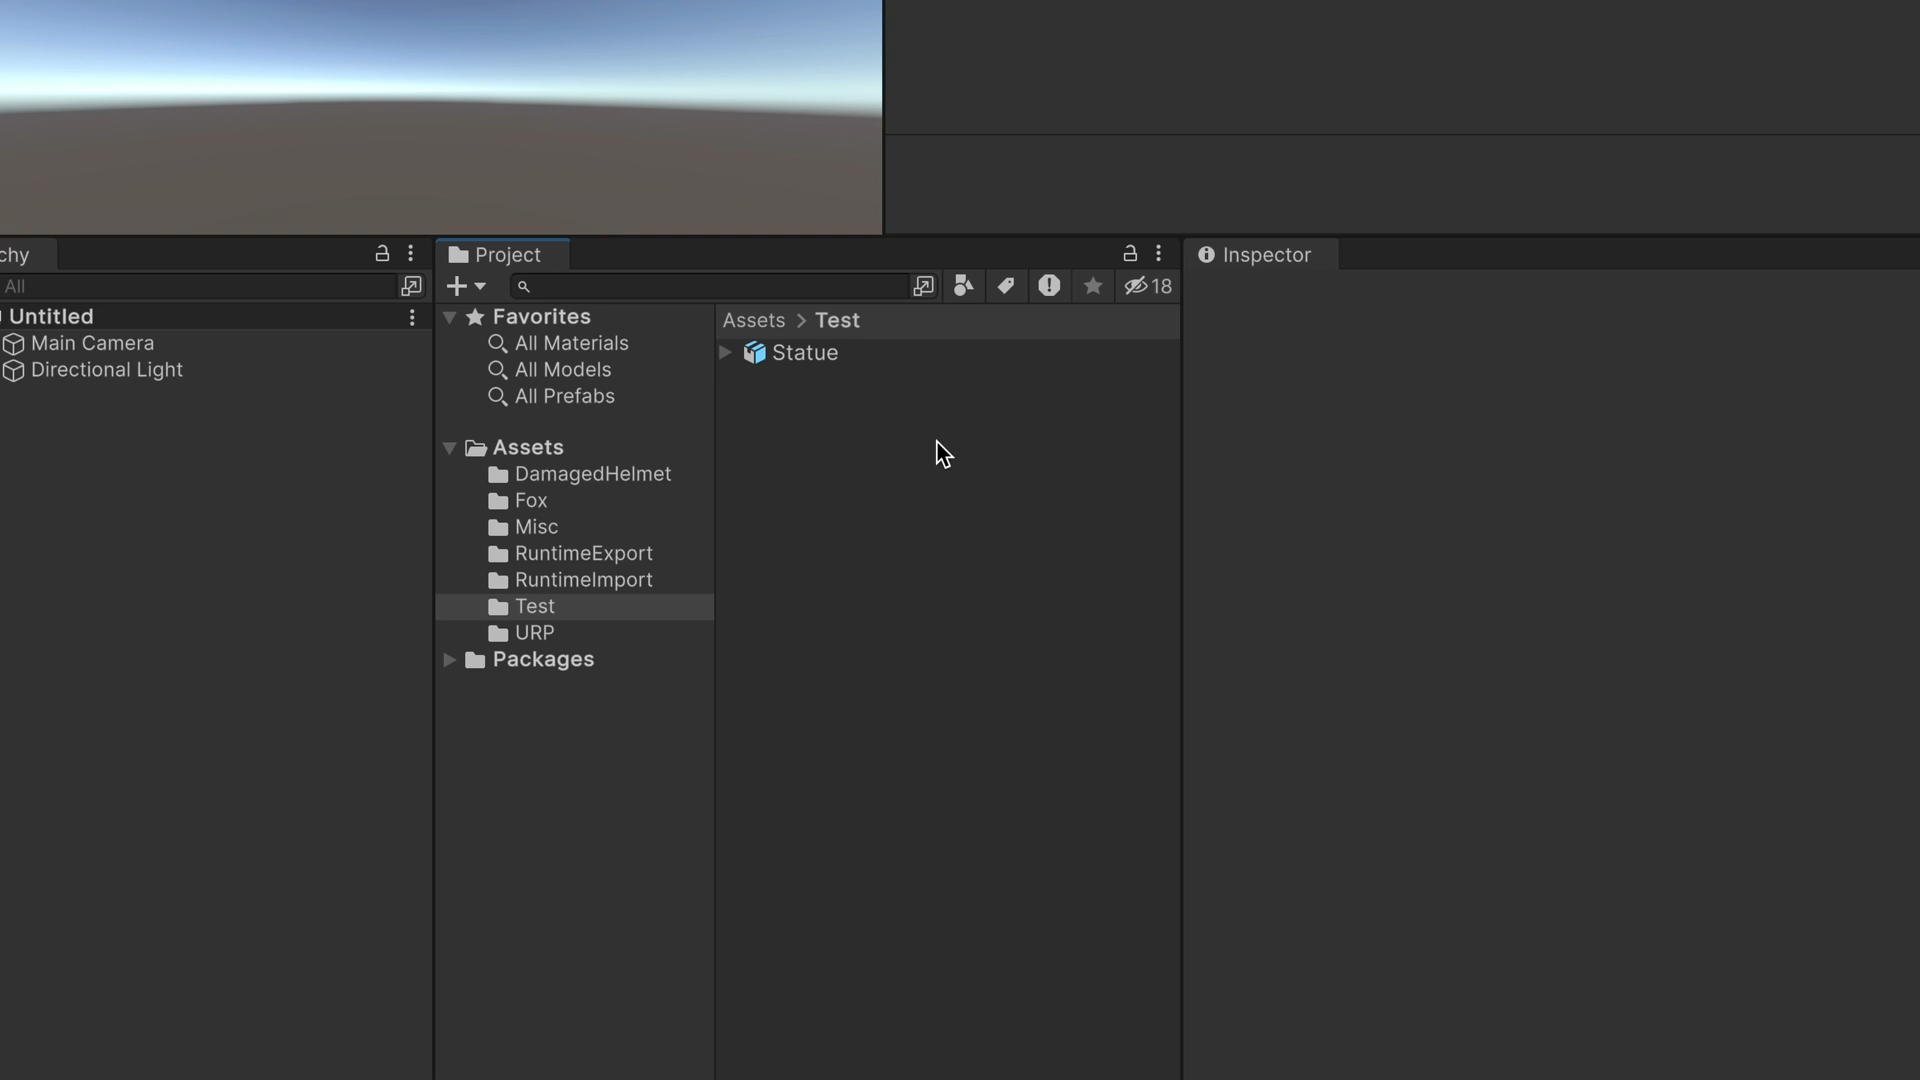 chy
All
Untitled
Main Camera
Directional Light
Project
18
Favorites
All Materials
All Models
All Prefabs
Assets
DamagedHelmet
Fox
Misc
RuntimeExport
RuntimeImport
Test
URP
Packages
Assets > Test
Statue
Inspector